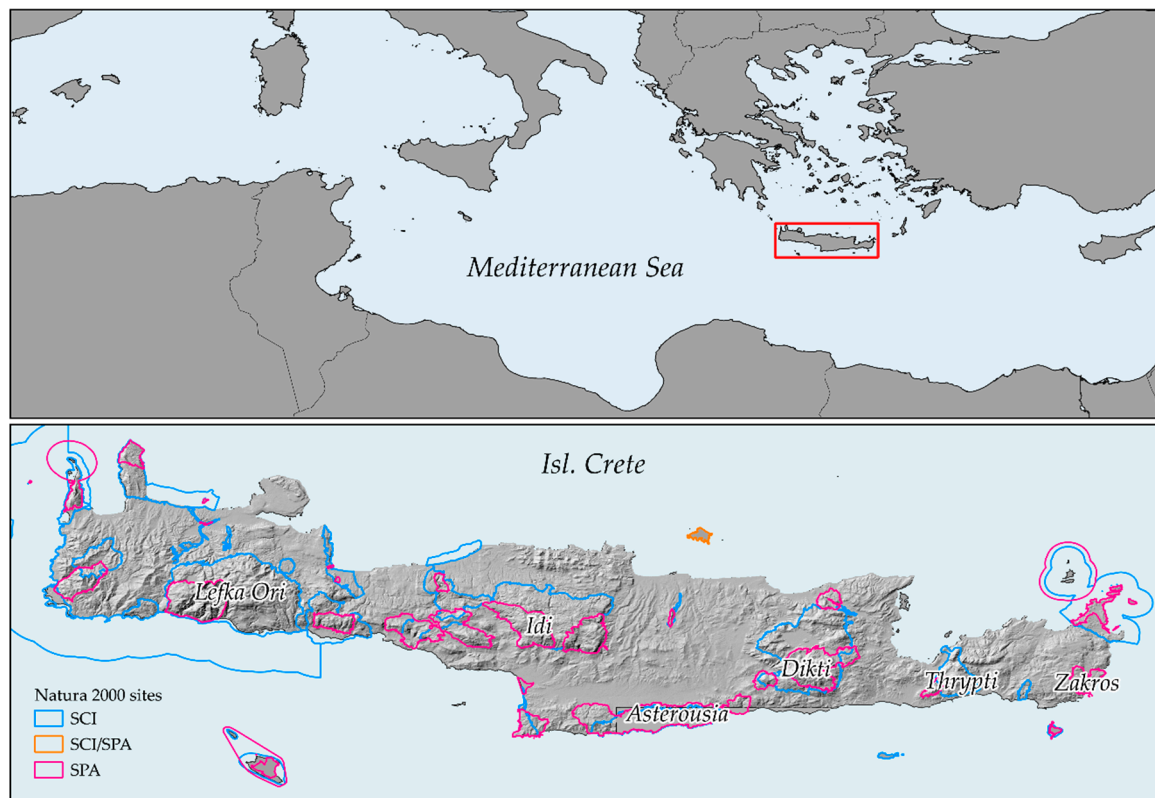 Mediterranean Sea
Isl. Crete
Lefka Ori
Idi
Dikti
Thrypti
Zakros
Asterousia
Natura 2000 sites
SCI
SCI/SPA
SPA